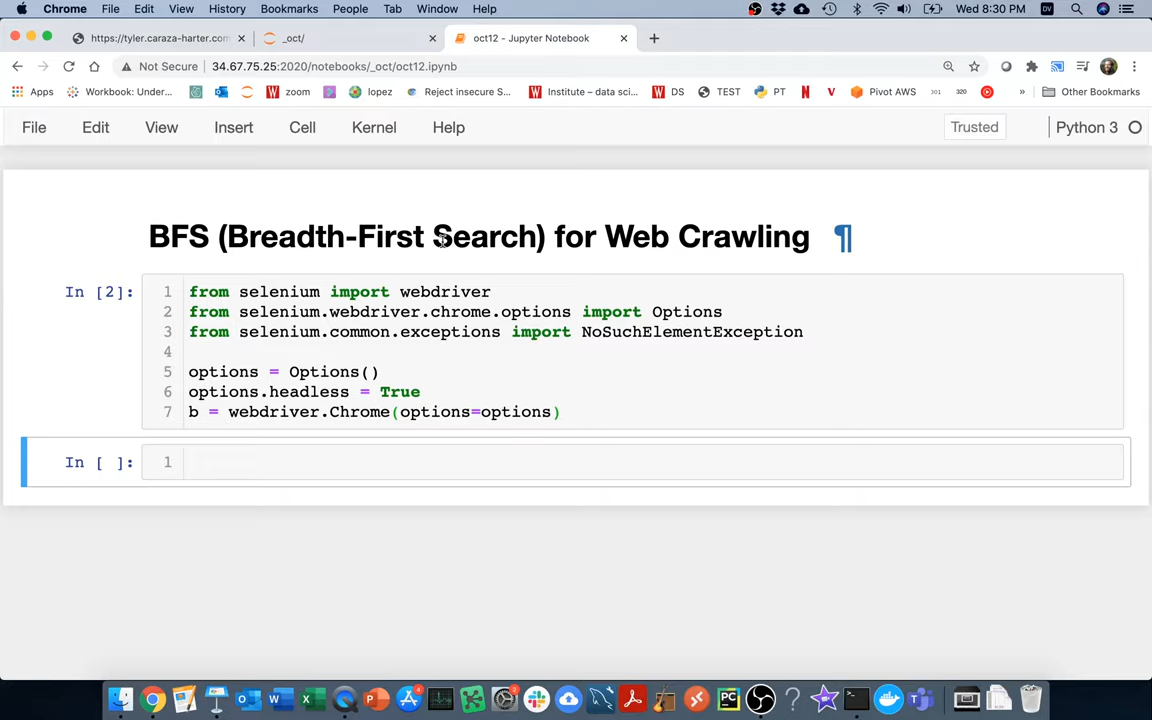 Chrome File Edit View History Bookmarks People Tab Window Help Wed 8:30 PM DV
https://tyler.caraza-harter.com × _oct/ × oct12 - Jupyter Notebook × +
Not Secure 34.67.75.25:2020/notebooks/_oct/oct12.ipynb
Apps Workbook: Under... zoom lopez Reject insecure S... Institute – data sci... DS TEST PT Pivot AWS 320 » Other Bookmarks
File Edit View Insert Cell Kernel Help Trusted Python 3
BFS (Breadth-First Search) for Web Crawling ¶
In [2]: 1 from selenium import webdriver
2 from selenium.webdriver.chrome.options import Options
3 from selenium.common.exceptions import NoSuchElementException
4
5 options = Options()
6 options.headless = True
7 b = webdriver.Chrome(options=options)
In [ ]: 1